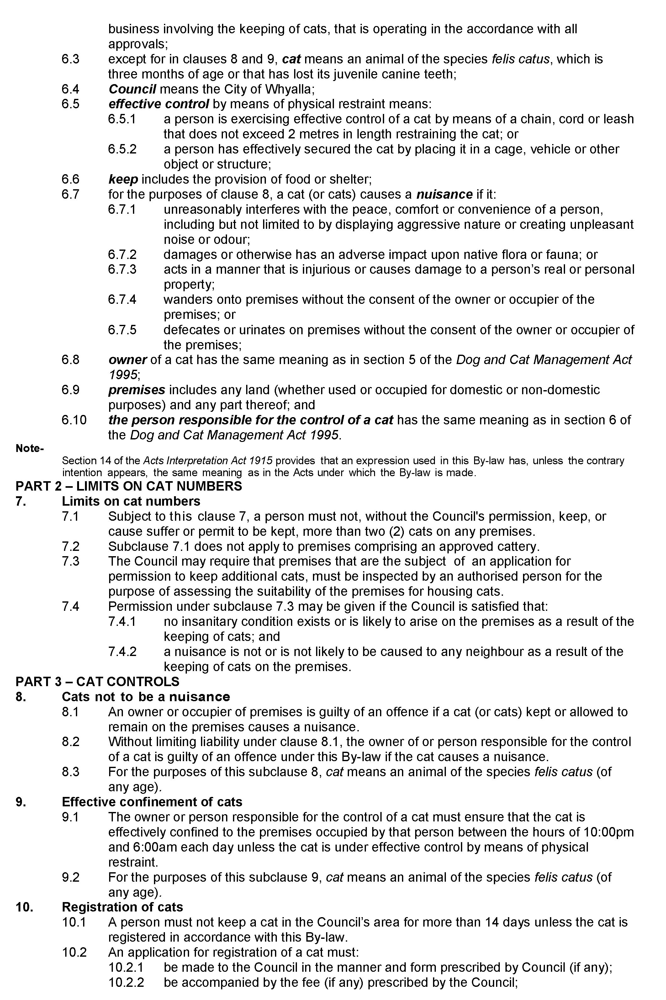 business involving the keeping of cats, that is operating in the accordance with all
approvals;
6.3 except for in clauses 8 and 9, cat means an animal of the species felis catus, which is
three months of age or that has lost its juvenile canine teeth;
6.4 Council means the City of Whyalla;
6.5 effective control by means of physical restraint means:
6.5.1 a person is exercising effective control of a cat by means of a chain, cord or leash
that does not exceed 2 metres in length restraining the cat; or
6.5.2 a person has effectively secured the cat by placing it in a cage, vehicle or other
object or structure;
6.6 keep includes the provision of food or shelter;
6.7 for the purposes of clause 8, a cat (or cats) causes a nuisance if it:
6.7.1 unreasonably interferes with the peace, comfort or convenience of a person,
including but not limited to by displaying aggressive nature or creating unpleasant
noise or odour;
6.7.2 damages or otherwise has an adverse impact upon native flora or fauna; or
6.7.3 acts in a manner that is injurious or causes damage to a person's real or personal
property;
6.7.4 wanders onto premises without the consent of the owner or occupier of the
premises; or
6.7.5 defecates or urinates on premises without the consent of the owner or occupier of
the premises;
6.8 owner of a cat has the same meaning as in section 5 of the Dog and Cat Management Act
1995;
6.9 premises includes any land (whether used or occupied for domestic or non-domestic
purposes) and any part thereof; and
6.10 the person responsible for the control of a cat has the same meaning as in section 6 of
the Dog and Cat Management Act 1995.
Note-
Section 14 of the Acts Interpretation Act 1915 provides that an expression used in this By-law has, unless the contrary
intention appears, the same meaning as in the Acts under which the By-law is made.
PART 2 – LIMITS ON CAT NUMBERS
7. Limits on cat numbers
7.1 Subject to this clause 7, a person must not, without the Council's permission, keep, or
cause suffer or permit to be kept, more than two (2) cats on any premises.
7.2 Subclause 7.1 does not apply to premises comprising an approved cattery.
7.3 The Council may require that premises that are the subject of an application for
permission to keep additional cats, must be inspected by an authorised person for the
purpose of assessing the suitability of the premises for housing cats.
7.4 Permission under subclause 7.3 may be given if the Council is satisfied that:
7.4.1 no insanitary condition exists or is likely to arise on the premises as a result of the
keeping of cats; and
7.4.2 a nuisance is not or is not likely to be caused to any neighbour as a result of the
keeping of cats on the premises.
PART 3 – CAT CONTROLS
8. Cats not to be a nuisance
8.1 An owner or occupier of premises is guilty of an offence if a cat (or cats) kept or allowed to
remain on the premises causes a nuisance.
8.2 Without limiting liability under clause 8.1, the owner of or person responsible for the control
of a cat is guilty of an offence under this By-law if the cat causes a nuisance.
8.3 For the purposes of this subclause 8, cat means an animal of the species felis catus (of
any age).
9. Effective confinement of cats
9.1 The owner or person responsible for the control of a cat must ensure that the cat is
effectively confined to the premises occupied by that person between the hours of 10:00pm
and 6:00am each day unless the cat is under effective control by means of physical
restraint.
9.2 For the purposes of this subclause 9, cat means an animal of the species felis catus (of
any age).
10. Registration of cats
10.1 A person must not keep a cat in the Council's area for more than 14 days unless the cat is
registered in accordance with this By-law.
10.2 An application for registration of a cat must:
10.2.1 be made to the Council in the manner and form prescribed by Council (if any);
10.2.2 be accompanied by the fee (if any) prescribed by the Council;